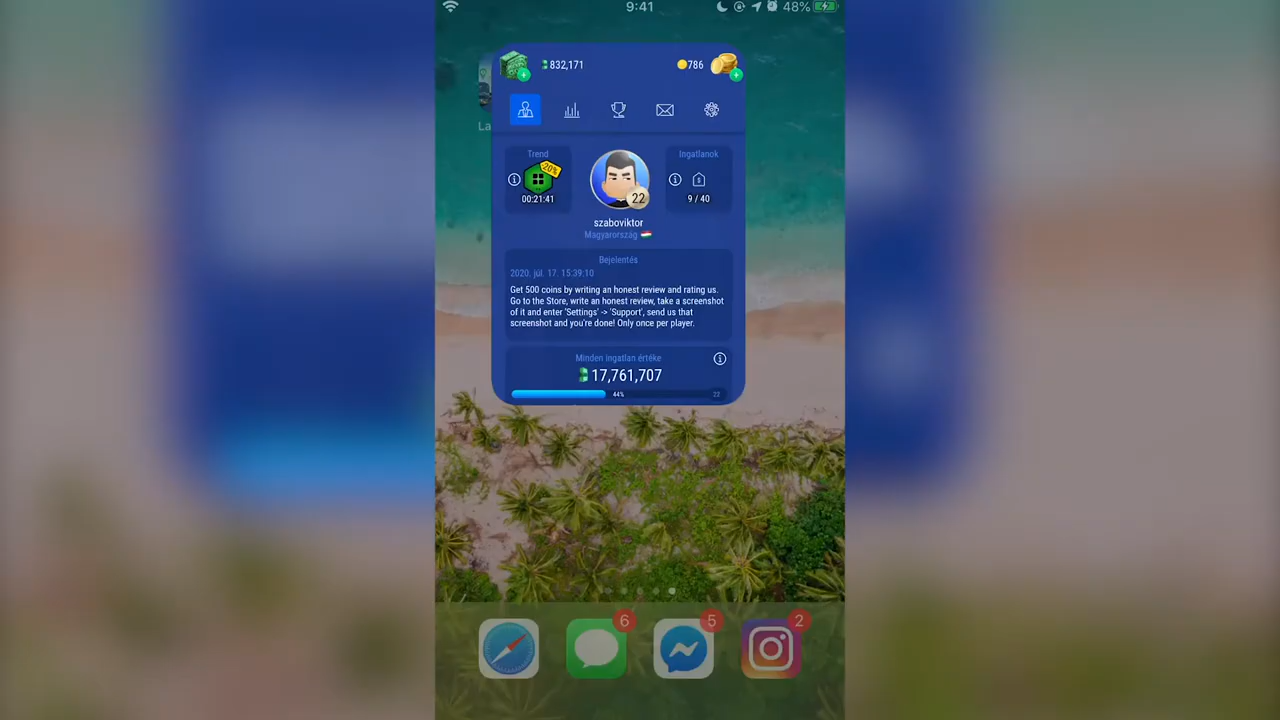 9:41
48%
832,171
786
La
Trend
20%
00:21:41
22
Ingatlanok
9 / 40
szaboviktor
Magyarország
Bejelentés
2020. júl. 17. 15:39:10
Get 500 coins by writing an honest review and rating us.
Go to the Store, write an honest review, take a screenshot
of it and enter 'Settings' -> 'Support', send us that
screenshot and you're done! Only once per player.
Minden ingatlan értéke
17,761,707
44%
22
6
5
2